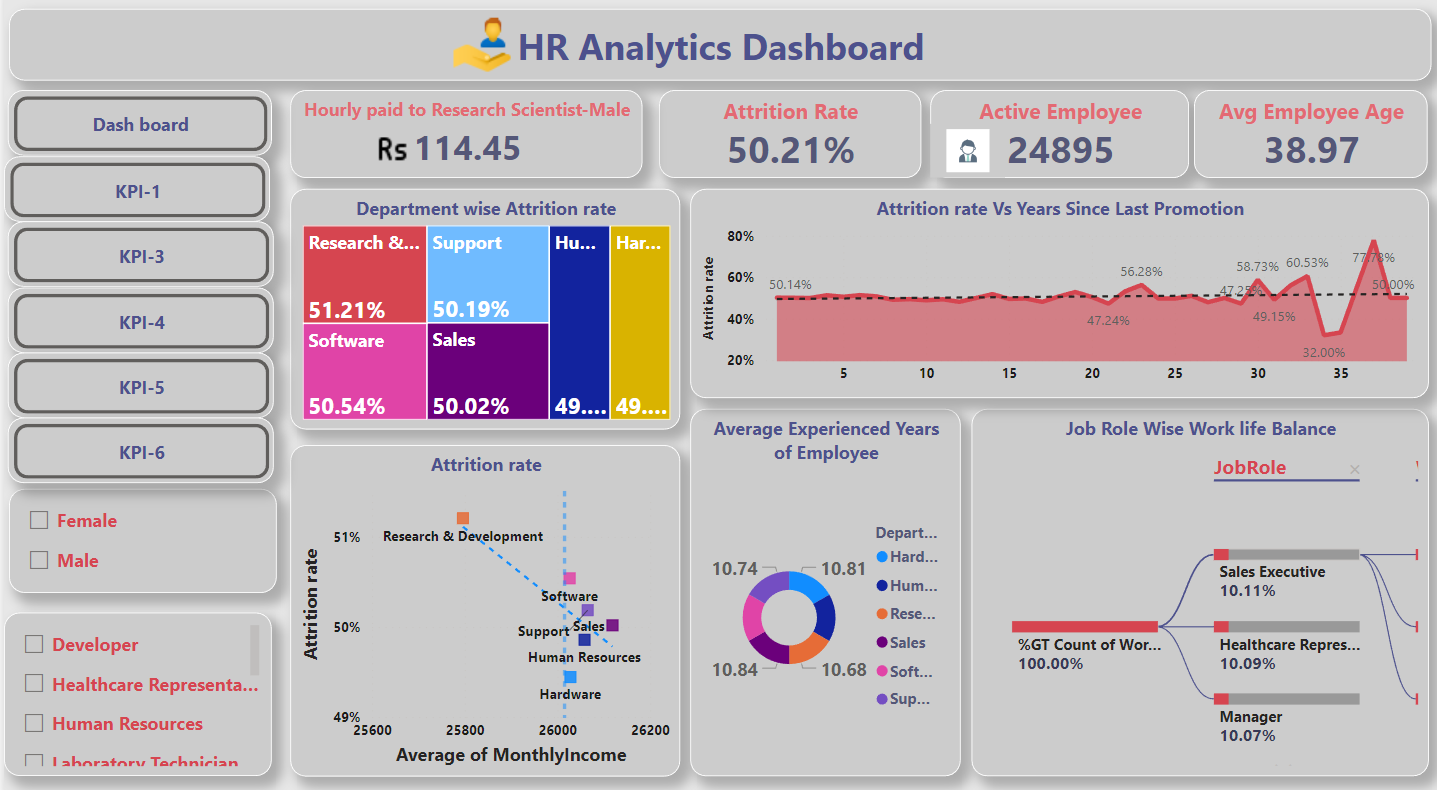 HR Analytics Dashboard
Dash board
KPI-1
KPI-3
KPI-4
KPI-5
KPI-6
Female
Male
Developer
Healthcare Representa...
Human Resources
Laboratory Technician
Hourly paid to Research Scientist-Male
Rs 114.45
Attrition Rate
50.21%
Active Employee
24895
Avg Employee Age
38.97
Department wise Attrition rate
Research &...
51.21%
Support
50.19%
Hu...
49....
Har...
49....
Software
50.54%
Sales
50.02%
Attrition rate Vs Years Since Last Promotion
Attrition rate
80%
60%
40%
20%
50.14%
47.24%
56.28%
47.25%
58.73%
49.15%
60.53%
32.00%
77.78%
50.00%
5
10
15
20
25
30
35
Attrition rate
Attrition rate
51%
50%
49%
Research & Development
Software
Sales
Support
Human Resources
Hardware
25600
25800
26000
26200
Average of MonthlyIncome
Average Experienced Years
of Employee
10.74
10.81
10.84
10.68
Depart...
Hard...
Hum...
Rese...
Sales
Soft...
Sup...
Job Role Wise Work life Balance
JobRole
%GT Count of Wor...
100.00%
Sales Executive
10.11%
Healthcare Repres...
10.09%
Manager
10.07%